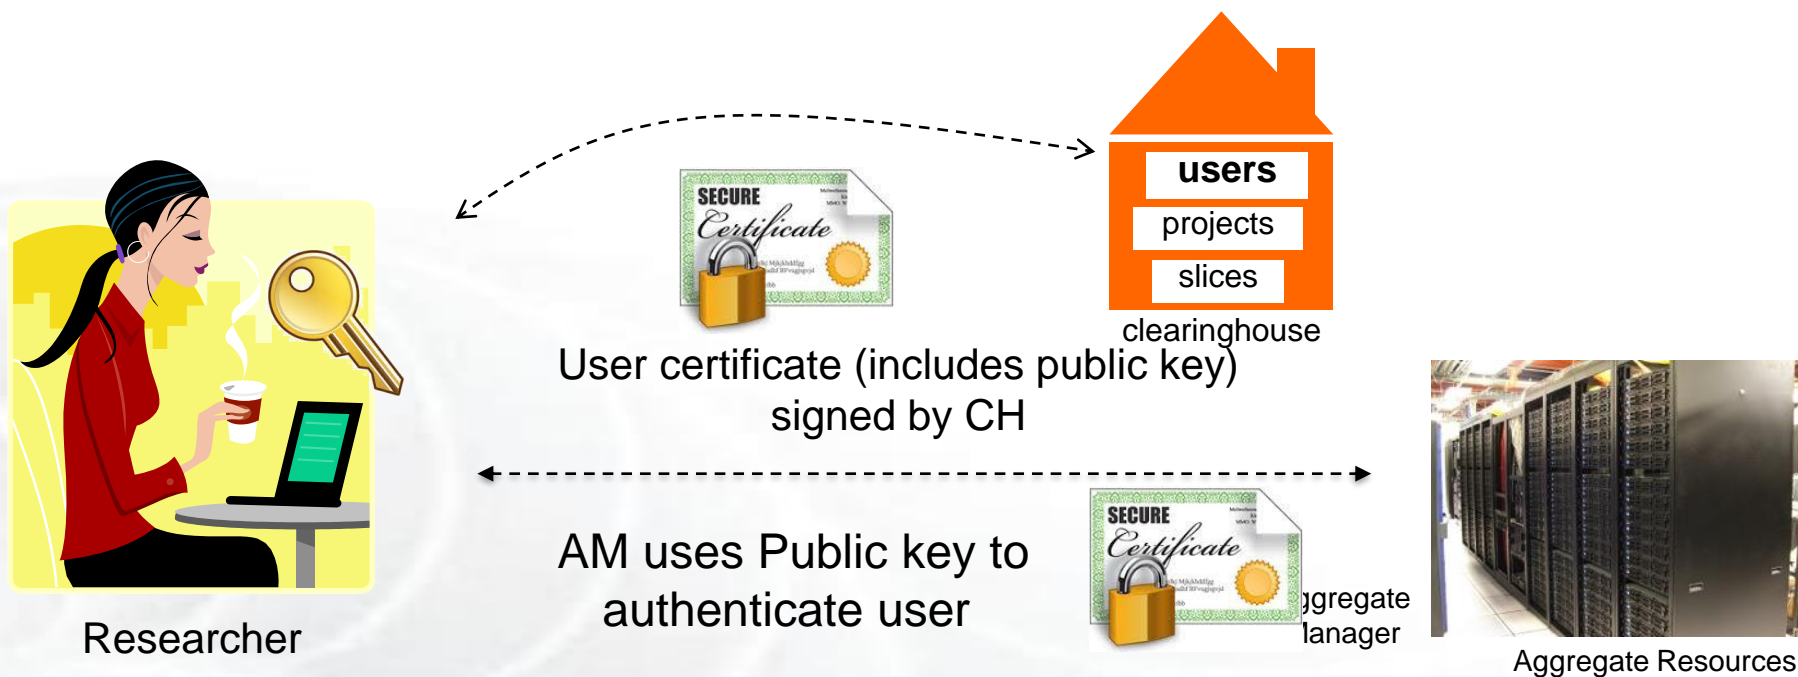 users
projects
slices
clearinghouse
SECURE
Certificate
User certificate (includes public key)
signed by CH
SECURE
Certificate
AM uses Public key to
authenticate user
ggregate
anager
Researcher
Aggregate Resources